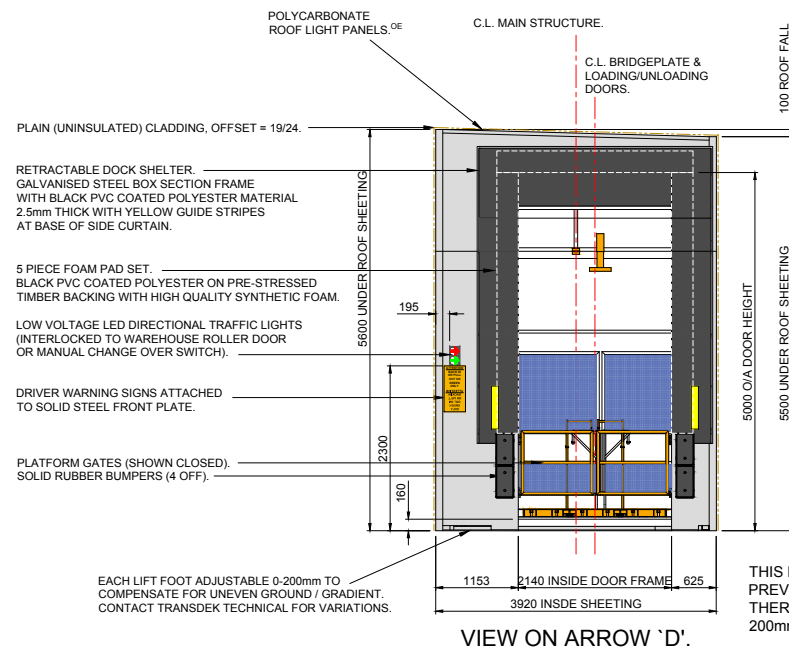 POLYCARBONATE
ROOF LIGHT PANELS.OE
C.L. MAIN STRUCTURE.
C.L. BRIDGEPLATE &
LOADING/UNLOADING
DOORS.
100 ROOF FALL
PLAIN (UNINSULATED) CLADDING, OFFSET = 19/24.
RETRACTABLE DOCK SHELTER.
GALVANISED STEEL BOX SECTION FRAME
WITH BLACK PVC COATED POLYESTER MATERIAL
2.5mm THICK WITH YELLOW GUIDE STRIPES
AT BASE OF SIDE CURTAIN.
5600 UNDER ROOF SHEETING
5 PIECE FOAM PAD SET.
BLACK PVC COATED POLYESTER ON PRE-STRESSED
TIMBER BACKING WITH HIGH QUALITY SYNTHETIC FOAM.
195
LOW VOLTAGE LED DIRECTIONAL TRAFFIC LIGHTS
(INTERLOCKED TO WAREHOUSE ROLLER DOOR
OR MANUAL CHANGE OVER SWITCH).
5000 O/A DOOR HEIGHT
5500 UNDER ROOF SHEETING
DRIVER WARNING SIGNS ATTACHED
TO SOLID STEEL FRONT PLATE.
2300
PLATFORM GATES (SHOWN CLOSED).
SOLID RUBBER BUMPERS (4 OFF).
160
EACH LIFT FOOT ADJUSTABLE 0-200mm TO
COMPENSATE FOR UNEVEN GROUND / GRADIENT.
CONTACT TRANSDEK TECHNICAL FOR VARIATIONS.
1153
2140 INSIDE DOOR FRAME
625
3920 INSDE SHEETING
THIS
PREV
THER
200mm
VIEW ON ARROW `D'.